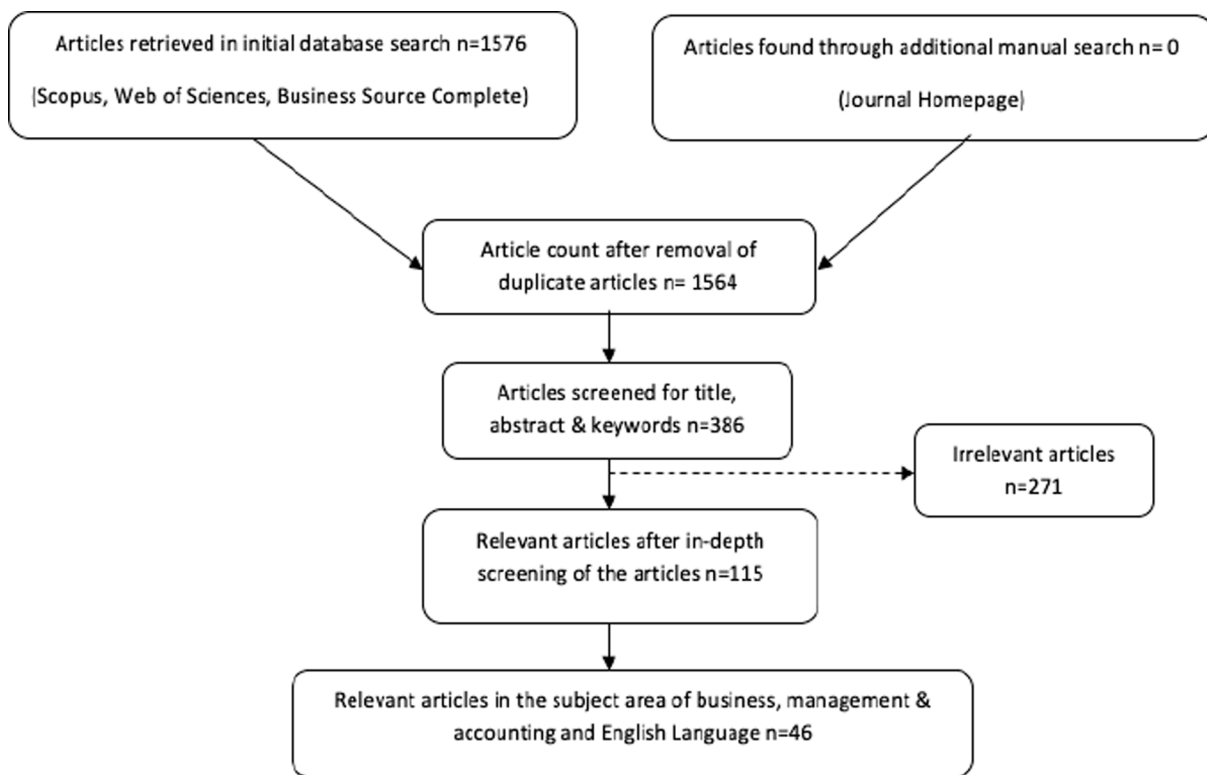 Articles retrieved in initial database search n=1576
(Scopus, Web of Sciences, Business Source Complete)
Articles found through additional manual search n= 0
(Journal Homepage)
Article count after removal of
duplicate articles n= 1564
Articles screened for title,
abstract & keywords n=386
Irrelevant articles
n=271
Relevant articles after in-depth
screening of the articles n=115
Relevant articles in the subject area of business, management &
accounting and English Language n=46